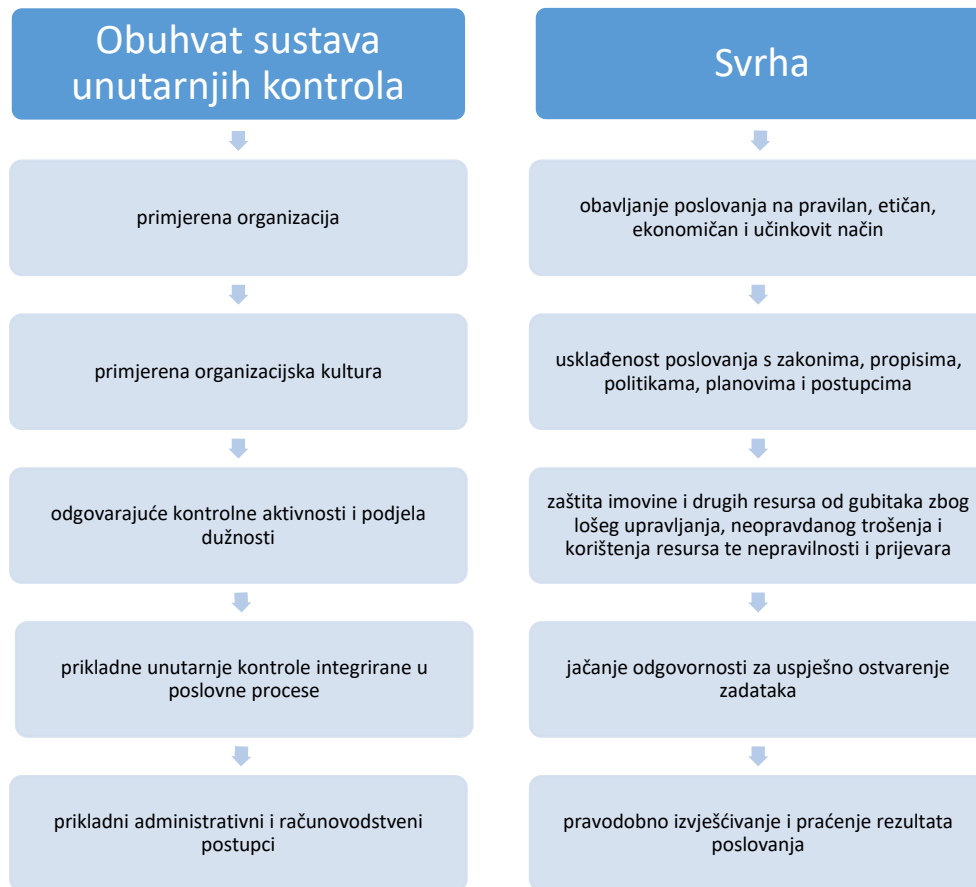 Obuhvat sustava
unutarnjih kontrola
primjerena organizacija
primjerena organizacijska kultura
odgovarajuće kontrolne aktivnosti i podjela
dužnosti
prikladne unutarnje kontrole integrirane u
poslovne procese
prikladni administrativni i računovodstveni
postupci
Svrha
obavljanje poslovanja na pravilan, etičan,
ekonomičan i učinkovit način
usklađenost poslovanja s zakonima, propisima,
politikama, planovima i postupcima
zaštita imovine i drugih resursa od gubitaka zbog
lošeg upravljanja, neopravdanog trošenja i
korištenja resursa te nepravilnosti i prijevara
jačanje odgovornosti za uspješno ostvarenje
zadataka
pravodobno izvješćivanje i praćenje rezultata
poslovanja